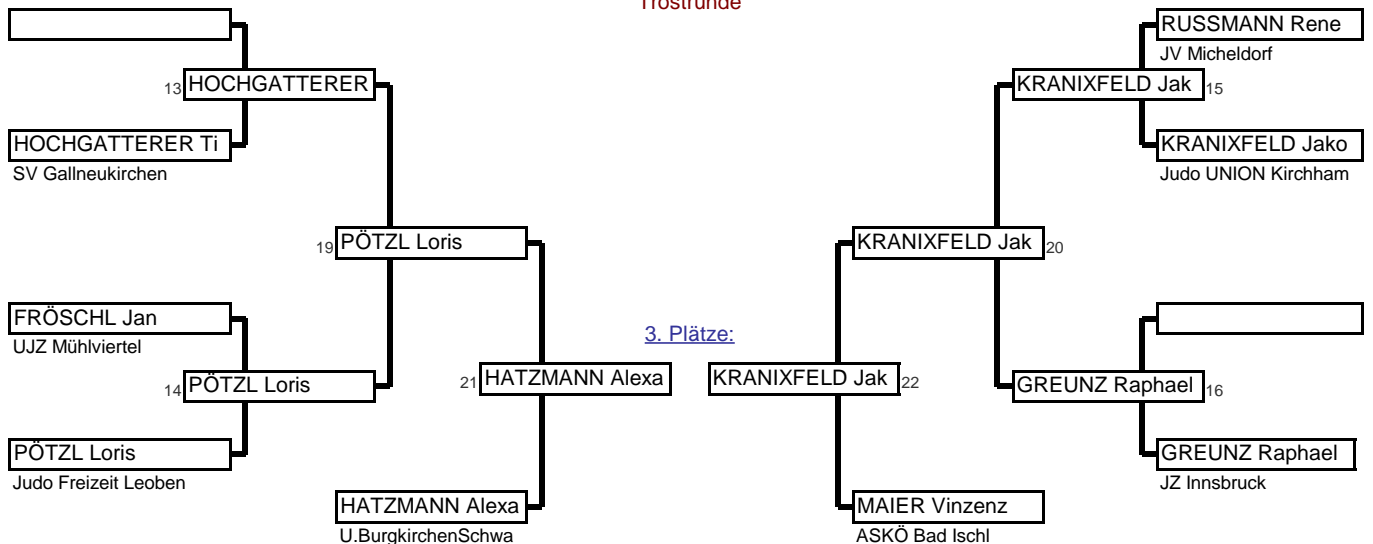 Trostrunde
RUSSMANN Rene
JV Micheldorf
13 HOCHGATTERER
KRANIXFELD Jak 15
HOCHGATTERER Ti
SV Gallneukirchen
KRANIXFELD Jako
Judo UNION Kirchham
19 PÖTZL Loris
KRANIXFELD Jak 20
FRÖSCHL Jan
UJZ Mühlviertel
3. Plätze:
14 PÖTZL Loris
21 HATZMANN Alexa
KRANIXFELD Jak 22
GREUNZ Raphael 16
PÖTZL Loris
Judo Freizeit Leoben
GREUNZ Raphael
JZ Innsbruck
HATZMANN Alexa
U.BurgkirchenSchwa
MAIER Vinzenz
ASKÖ Bad Ischl